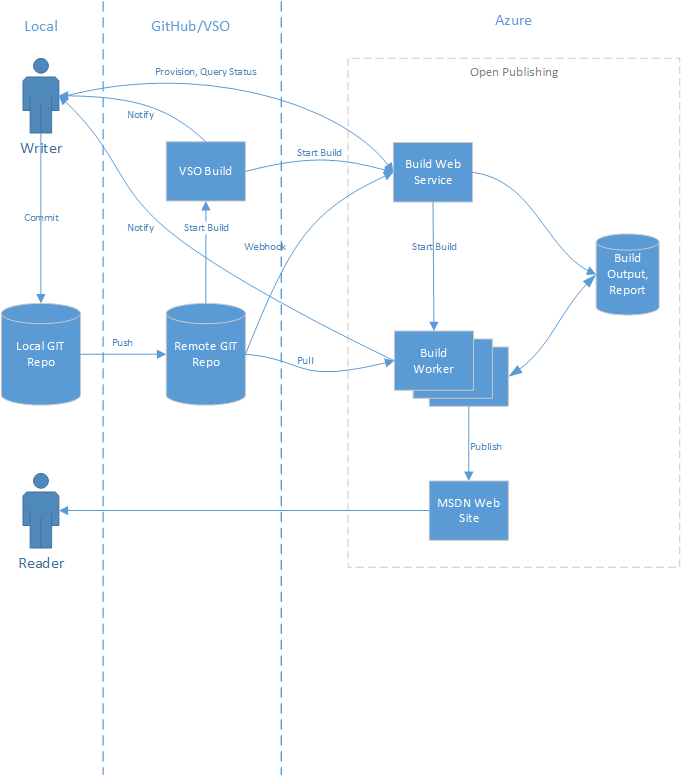 Local
GitHub/VSO
Azure
Open Publishing
Provision, Query Status
Notify
Writer
VSO Build
Start Build
Build Web
Service
Commit
Notify
Start Build
Webhook
Start Build
Build
Output,
Report
Local GIT
Repo
Push
Remote GIT
Repo
Pull
Build
Worker
Publish
MSDN Web
Site
Reader